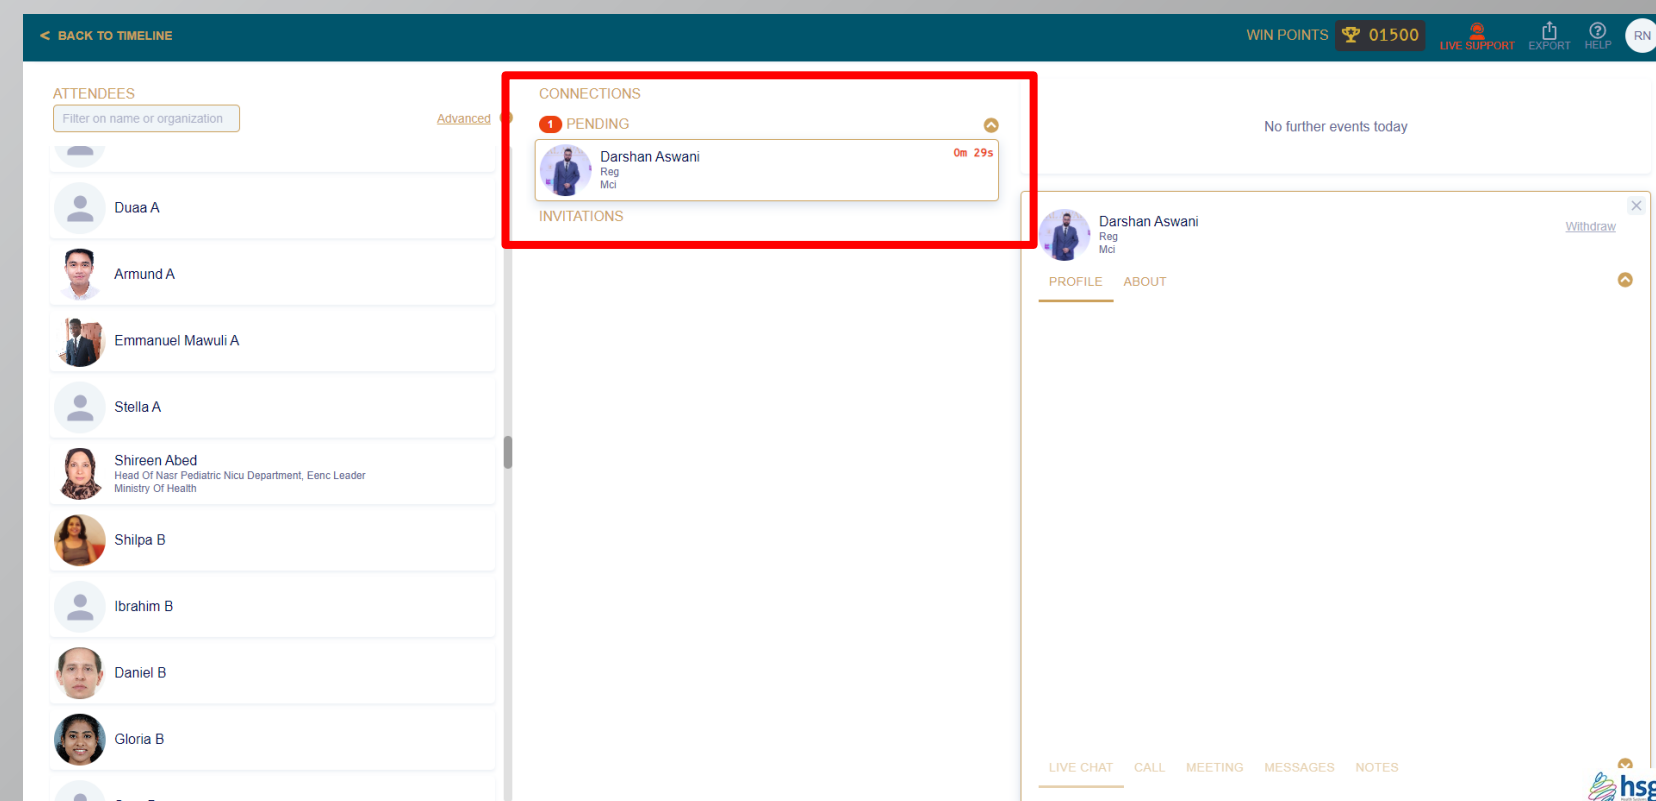 < BACK TO TIMELINE
WIN POINTS 01500
LIVE SUPPORT
EXPORT
HELP
RN
ATTENDEES
Filter on name or organization
Advanced
Duaa A
Armund A
Emmanuel Mawuli A
Stella A
Shireen Abed
Head Of Nasr Pediatric Nicu Department, Eenc Leader
Ministry Of Health
Shilpa B
Ibrahim B
Daniel B
Gloria B
CONNECTIONS
1 PENDING
Darshan Aswani
0m 29s
Reg
Mci
INVITATIONS
No further events today
Darshan Aswani
Reg
Mci
Withdraw
PROFILE ABOUT
LIVE CHAT CALL MEETING MESSAGES NOTES
hsg